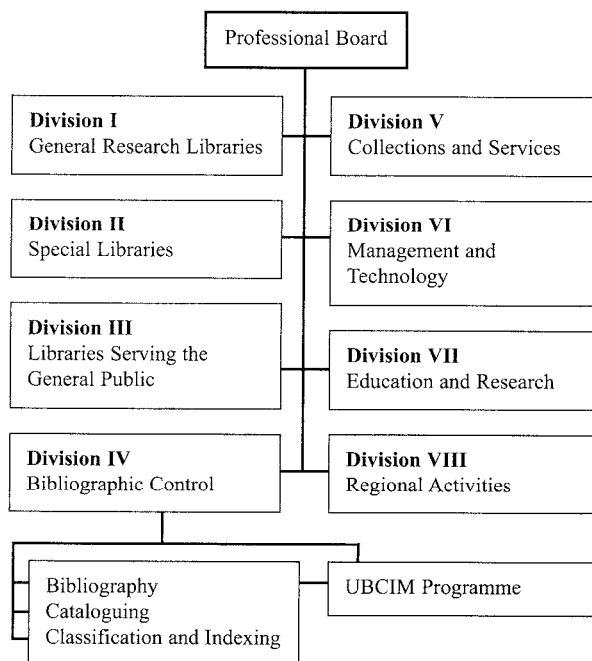 Professional Board
Division I
General Research Libraries
Division V
Collections and Services
Division II
Special Libraries
Division VI
Management and
Technology
Division III
Libraries Serving the
General Public
Division VII
Education and Research
Division IV
Bibliographic Control
Division VIII
Regional Activities
Bibliography
Cataloguing
Classification and Indexing
UBCIM Programme